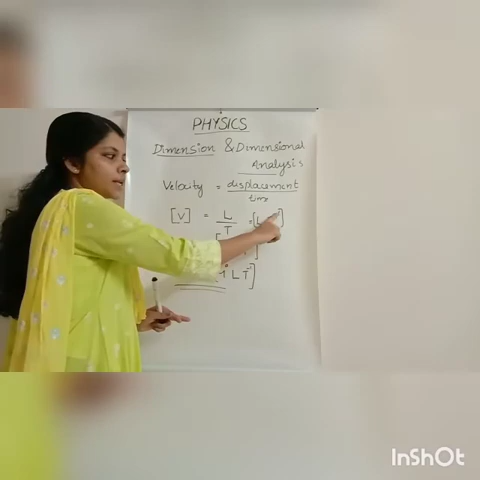 PHYSICS
Dimension & Dimensional
Analysis
Velocity = displacement
time
[V] = L
T
L T]
InShOt